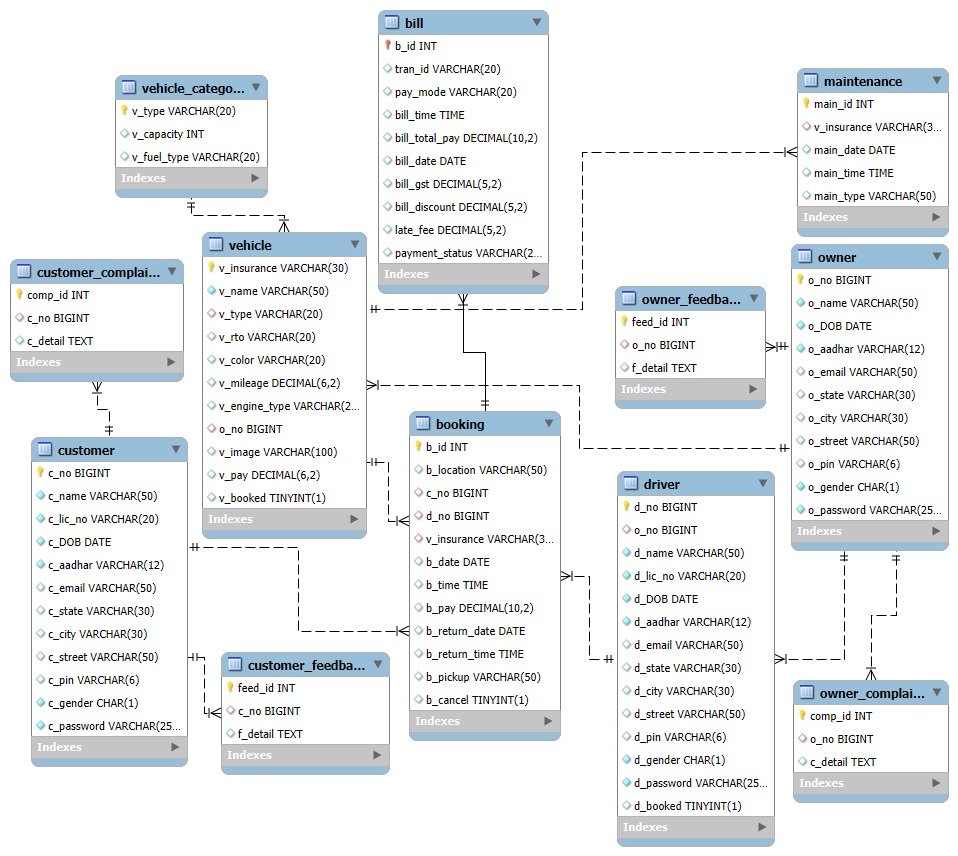 bill
b_id INT
tran_id VARCHAR(20)
pay_mode VARCHAR(20)
bill_time TIME
bill_total_pay DECIMAL(10,2)
bill_date DATE
bill_gst DECIMAL(5,2)
bill_discount DECIMAL(5,2)
late_fee DECIMAL(5,2)
payment_status VARCHAR(2...
Indexes
vehicle_catego...
v_type VARCHAR(20)
v_capacity INT
v_fuel_type VARCHAR(20)
Indexes
maintenance
main_id INT
v_insurance VARCHAR(3...
main_date DATE
main_time TIME
main_type VARCHAR(50)
Indexes
vehicle
v_insurance VARCHAR(30)
v_name VARCHAR(50)
v_type VARCHAR(20)
v_rto VARCHAR(20)
v_color VARCHAR(20)
v_mileage DECIMAL(6,2)
v_engine_type VARCHAR(2...
o_no BIGINT
v_image VARCHAR(100)
v_pay DECIMAL(6,2)
v_booked TINYINT(1)
Indexes
customer_complai...
comp_id INT
c_no BIGINT
c_detail TEXT
Indexes
owner
o_no BIGINT
o_name VARCHAR(50)
o_DOB DATE
o_aadhar VARCHAR(12)
o_email VARCHAR(50)
o_state VARCHAR(30)
o_city VARCHAR(30)
o_street VARCHAR(50)
o_pin VARCHAR(6)
o_gender CHAR(1)
o_password VARCHAR(25...
Indexes
owner_feedba...
feed_id INT
o_no BIGINT
f_detail TEXT
Indexes
customer
c_no BIGINT
c_name VARCHAR(50)
c_lic_no VARCHAR(20)
c_DOB DATE
c_aadhar VARCHAR(12)
c_email VARCHAR(50)
c_state VARCHAR(30)
c_city VARCHAR(30)
c_street VARCHAR(50)
c_pin VARCHAR(6)
c_gender CHAR(1)
c_password VARCHAR(25...
Indexes
booking
b_id INT
b_location VARCHAR(50)
c_no BIGINT
d_no BIGINT
v_insurance VARCHAR(3...
b_date DATE
b_time TIME
b_pay DECIMAL(10,2)
b_return_date DATE
b_return_time TIME
b_pickup VARCHAR(50)
b_cancel TINYINT(1)
Indexes
driver
d_no BIGINT
o_no BIGINT
d_name VARCHAR(50)
d_lic_no VARCHAR(20)
d_DOB DATE
d_aadhar VARCHAR(12)
d_email VARCHAR(50)
d_state VARCHAR(30)
d_city VARCHAR(30)
d_street VARCHAR(50)
d_pin VARCHAR(6)
d_gender CHAR(1)
d_password VARCHAR(25...
d_booked TINYINT(1)
Indexes
customer_feedba...
feed_id INT
c_no BIGINT
f_detail TEXT
Indexes
owner_complai...
comp_id INT
o_no BIGINT
c_detail TEXT
Indexes